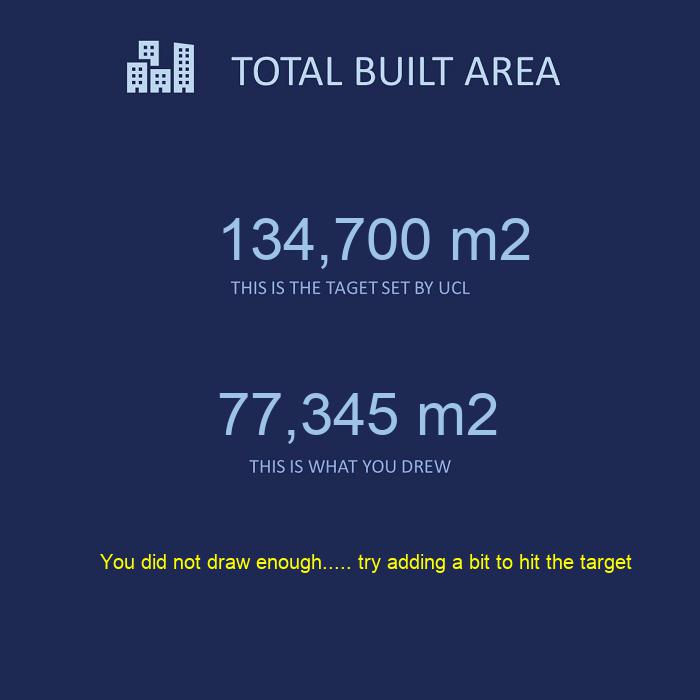 TOTAL BUILT AREA
134,700 m2
THIS IS THE TAGET SET BY UCL
77,345 m2
THIS IS WHAT YOU DREW
You did not draw enough..... try adding a bit to hit the target